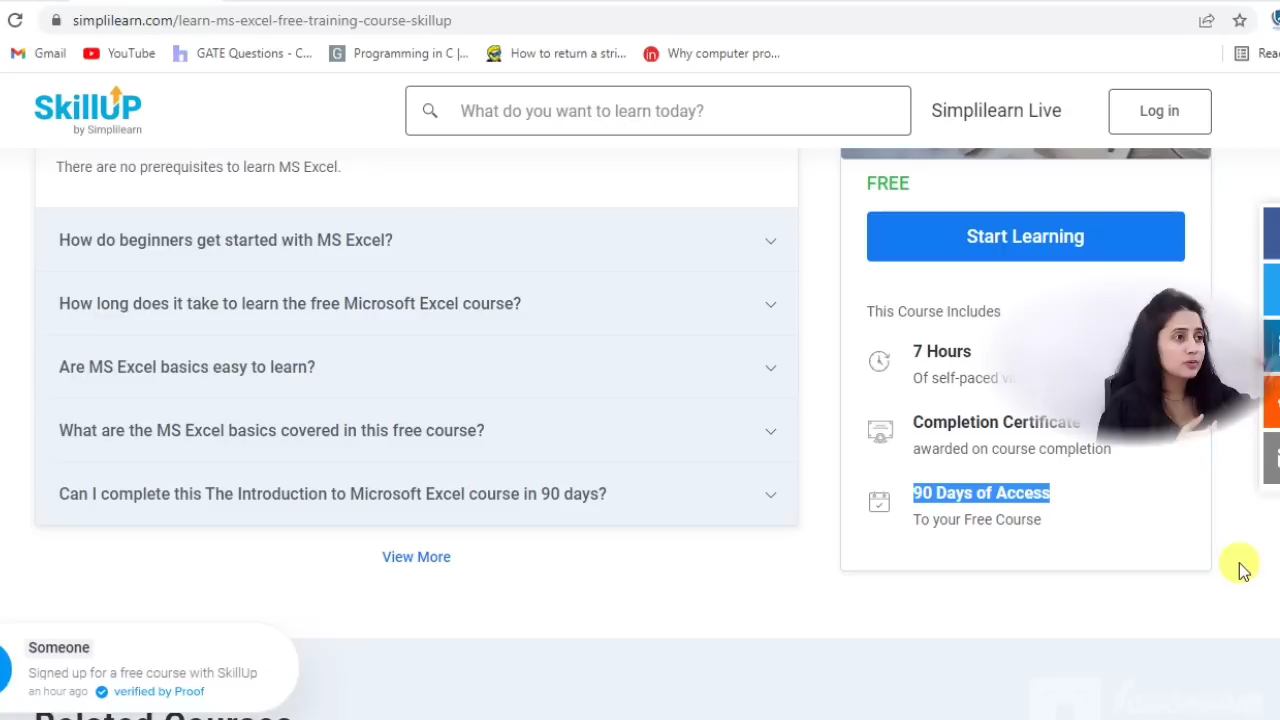 simplilearn.com/learn-ms-excel-free-training-course-skillup
Gmail YouTube GATE Questions - C... Programming in C |... How to return a stri... Why computer pro...
SkillUP
by Simplilearn
What do you want to learn today?
Simplilearn Live
Log in
There are no prerequisites to learn MS Excel.
How do beginners get started with MS Excel?
How long does it take to learn the free Microsoft Excel course?
Are MS Excel basics easy to learn?
What are the MS Excel basics covered in this free course?
Can I complete this The Introduction to Microsoft Excel course in 90 days?
View More
FREE
Start Learning
This Course Includes
7 Hours
Of self-paced
Completion Certificate
awarded on course completion
90 Days of Access
To your Free Course
Someone
Signed up for a free course with SkillUp
an hour ago verified by Proof
Related Courses